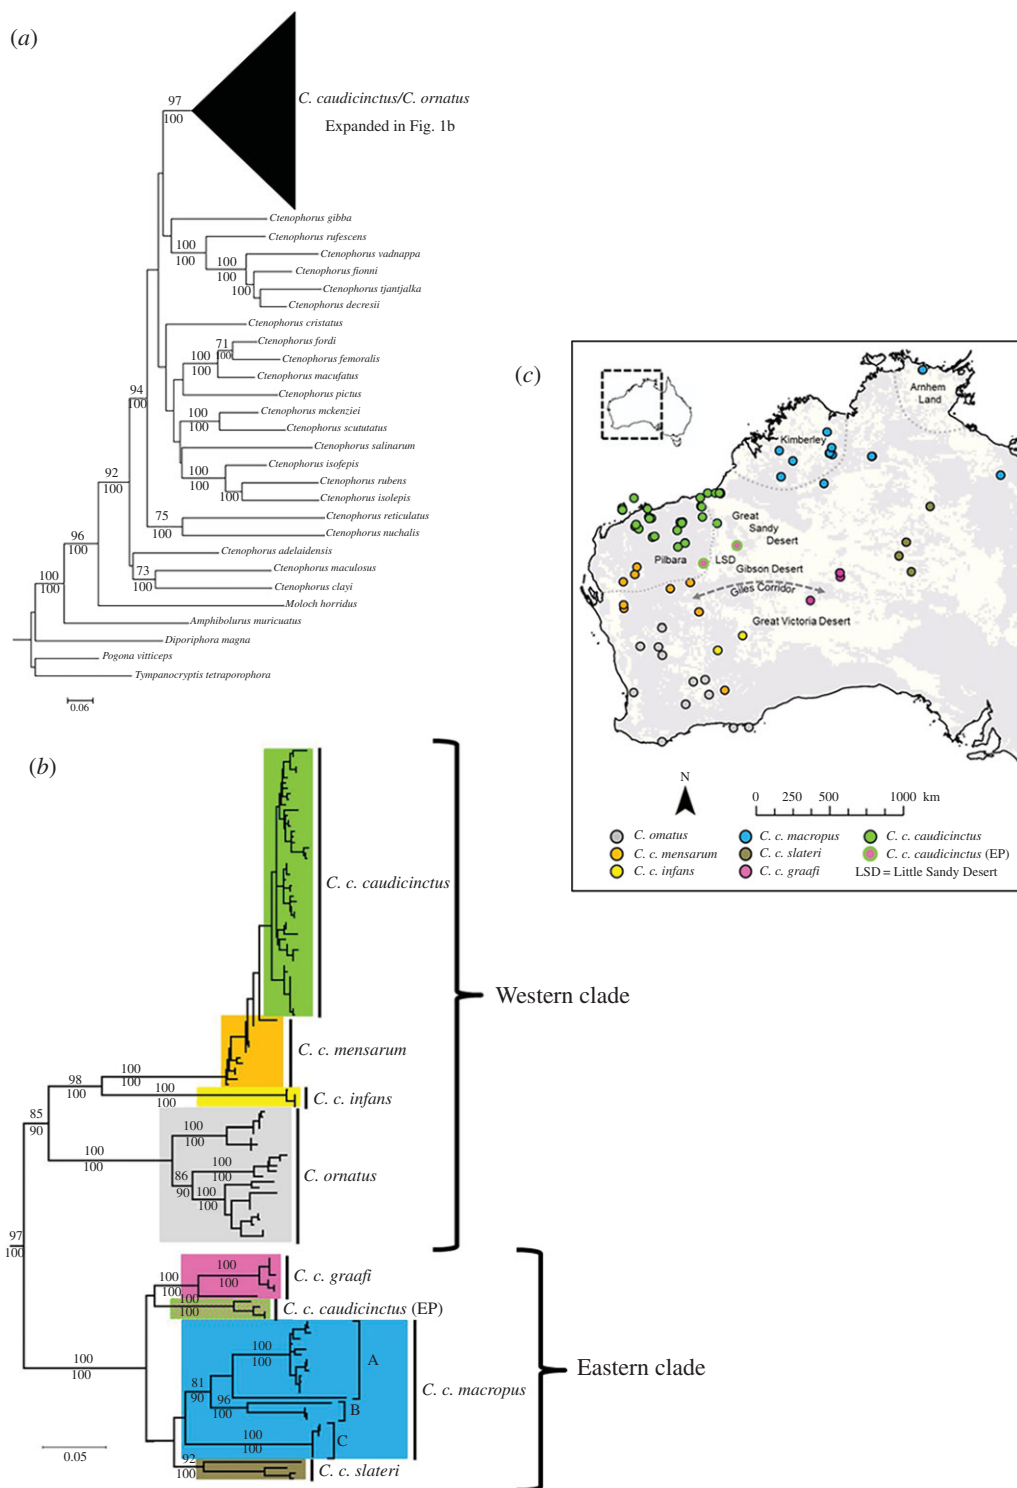 (a)
97
100
C. caudicinctus/C. ornatus
Expanded in Fig. 1b
Ctenophorus gibba
Ctenophorus rufescens
100
100
Ctenophorus vadnappa
100
100
Ctenophorus fionni
100
Ctenophorus tjantjalka
Ctenophorus decresii
Ctenophorus cristatus
Ctenophorus fordi
71
100
Ctenophorus femoralis
100
100
Ctenophorus macufatus
Ctenophorus pictus
94
100
Ctenophorus mckenziei
100
100
Ctenophorus scututatus
Ctenophorus salinarum
Ctenophorus isofepis
100
100
Ctenophorus rubens
100
Ctenophorus isolepis
92
100
Ctenophorus reticulatus
75
100
Ctenophorus nuchalis
96
100
Ctenophorus adelaidensis
Ctenophorus maculosus
73
100
Ctenophorus clayi
100
100
Moloch horridus
Amphibolurus muricuatus
Diporiphora magna
Pogona vitticeps
Tympanocryptis tetraporophora
0.06
(c)
Arnhem
Land
Kimberley
Great
Sandy
Desert
Pilbara
LSD
Gibson Desert
Giles Corridor
Great Victoria Desert
N
0 250 500 1000 km
C. ornatus
C. c. macropus
C. c. caudicinctus
C. c. mensarum
C. c. slateri
C. c. caudicinctus (EP)
C. c. infans
C. c. graafi
LSD = Little Sandy Desert
(b)
C. c. caudicinctus
Western clade
C. c. mensarum
100
100
98
100
100
100
C. c. infans
85
90
100
100
100
100
C. ornatus
100
100
86
90
100
100
97
100
C. c. graafi
100
100
100
100
100
100
C. c. caudicinctus (EP)
100
100
A
100
100
C. c. macropus
Eastern clade
81
90
96
100
B
C
100
100
92
100
C. c. slateri
0.05